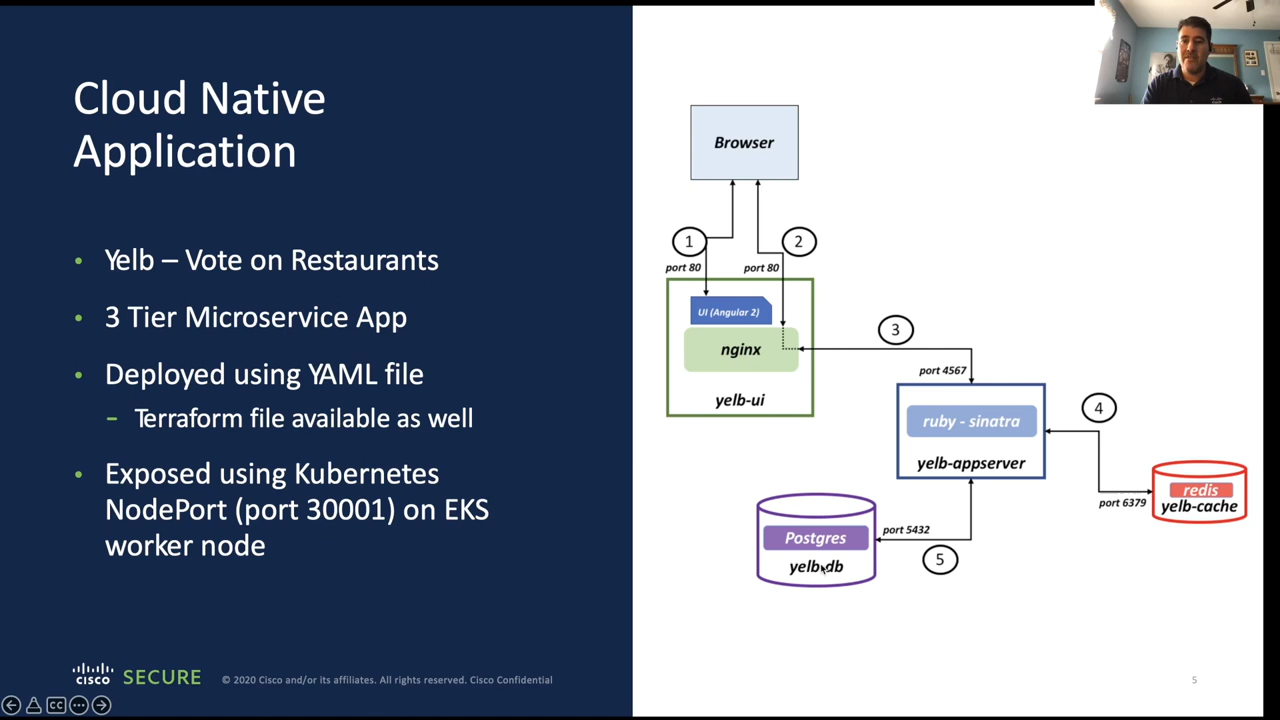 Cloud Native
Application
Yelb – Vote on Restaurants
3 Tier Microservice App
Deployed using YAML file
Terraform file available as well
Exposed using Kubernetes
NodePort (port 30001) on EKS
worker node
Browser
1
2
port 80
port 80
UI (Angular 2)
nginx
yelb-ui
3
port 4567
ruby - sinatra
yelb-appserver
4
port 6379
redis
yelb-cache
Postgres
yelb-db
port 5432
5
cisco SECURE
© 2020 Cisco and/or its affiliates. All rights reserved. Cisco Confidential
5
CC